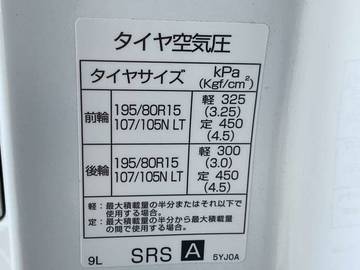 タイヤ空気圧
タイヤサイズ kPa
(Kgf/cm²)
前輪 195/80R15 107/105N LT 軽 325
(3.25)
定 450
(4.5)
後輪 195/80R15 107/105N LT 軽 300
(3.0)
定 450
(4.5)
軽：最大積載量の半分またはそれ以下で
使用する場合。
定：最大積載量の半分から最大積載量
の間で使用する場合。
9L SRS A 5YJ0A